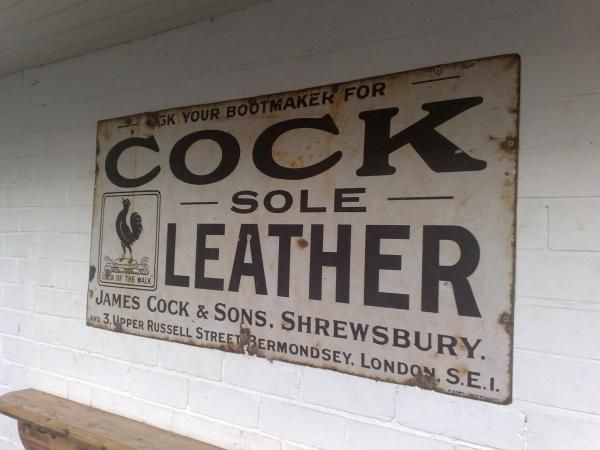 ASK YOUR BOOTMAKER FOR
COCK
SOLE
LEATHER
COCK OF THE WALK
JAMES COCK & SONS, SHREWSBURY.
AND 3, UPPER RUSSELL STREET BERMONDSEY, LONDON, S.E.1.